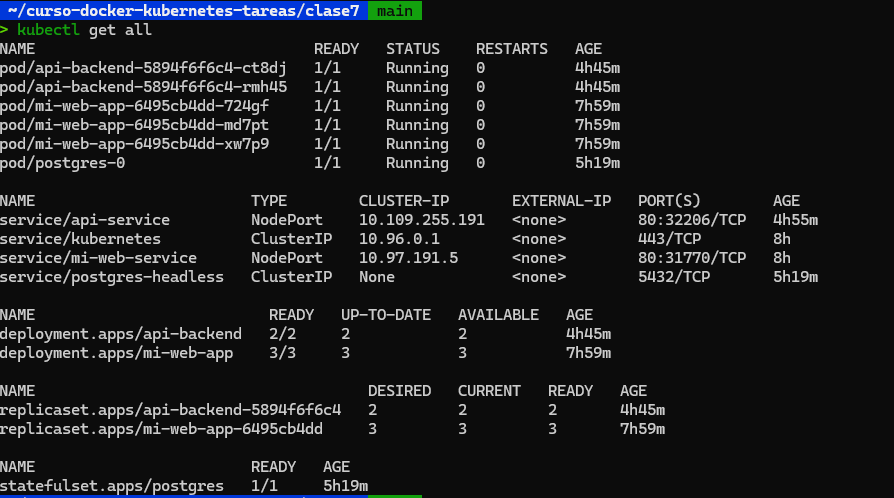 ~/curso-docker-kubernetes-tareas/clase7 main
> kubectl get all
NAME READY STATUS RESTARTS AGE
pod/api-backend-5894f6f6c4-ct8dj 1/1 Running 0 4h45m
pod/api-backend-5894f6f6c4-rmh45 1/1 Running 0 4h45m
pod/mi-web-app-6495cb4dd-724gf 1/1 Running 0 7h59m
pod/mi-web-app-6495cb4dd-md7pt 1/1 Running 0 7h59m
pod/mi-web-app-6495cb4dd-xw7p9 1/1 Running 0 7h59m
pod/postgres-0 1/1 Running 0 5h19m
NAME TYPE CLUSTER-IP EXTERNAL-IP PORT(S) AGE
service/api-service NodePort 10.109.255.191 <none> 80:32206/TCP 4h55m
service/kubernetes ClusterIP 10.96.0.1 <none> 443/TCP 8h
service/mi-web-service NodePort 10.97.191.5 <none> 80:31770/TCP 8h
service/postgres-headless ClusterIP None <none> 5432/TCP 5h19m
NAME READY UP-TO-DATE AVAILABLE AGE
deployment.apps/api-backend 2/2 2 2 4h45m
deployment.apps/mi-web-app 3/3 3 3 7h59m
NAME DESIRED CURRENT READY AGE
replicaset.apps/api-backend-5894f6f6c4 2 2 2 4h45m
replicaset.apps/mi-web-app-6495cb4dd 3 3 3 7h59m
NAME READY AGE
statefulset.apps/postgres 1/1 5h19m